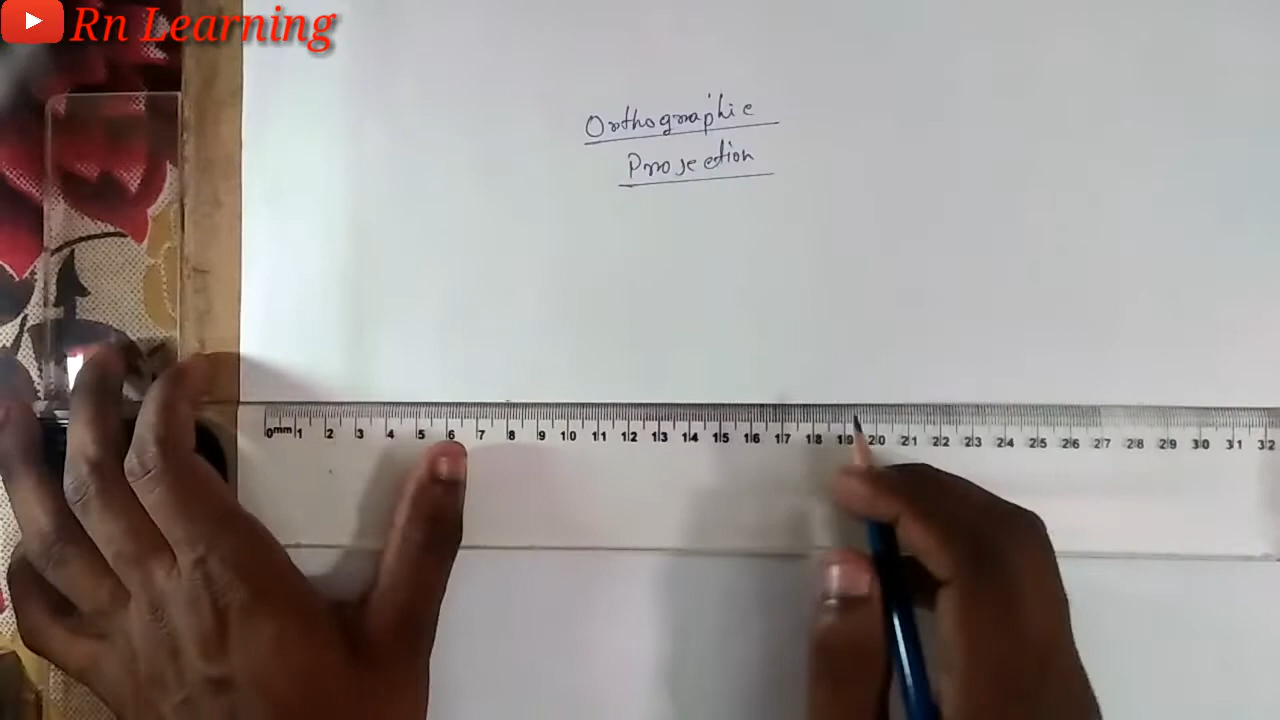 Rn Learning
Orthographic
Projection
0mm 1 2 3 4 5 6 7 8 9 10 11 12 13 14 15 16 17 18 19 20 21 22 23 24 25 26 27 28 29 30 31 32